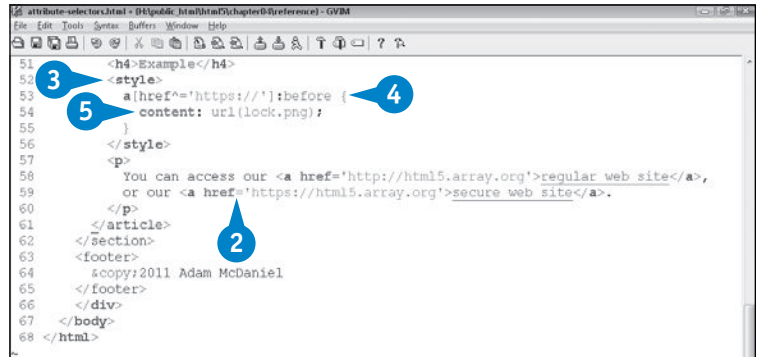 attribute-selectors.html + (H:\public_html\html5\chapter04\reference) - GVIM
File Edit Tools Syntax Buffers Window Help
51 <h4>Example</h4>
52 <style>
53 a[href^='https://']:before {
54 content: url(lock.png);
55 }
56 </style>
57 <p>
58 You can access our <a href='http://html5.array.org'>regular web site</a>,
59 or our <a href='https://html5.array.org'>secure web site</a>.
60 </p>
61 </article>
62 </section>
63 <footer>
64 &copy;2011 Adam McDaniel
65 </footer>
66 </div>
67 </body>
68 </html>
~
3
4
5
2